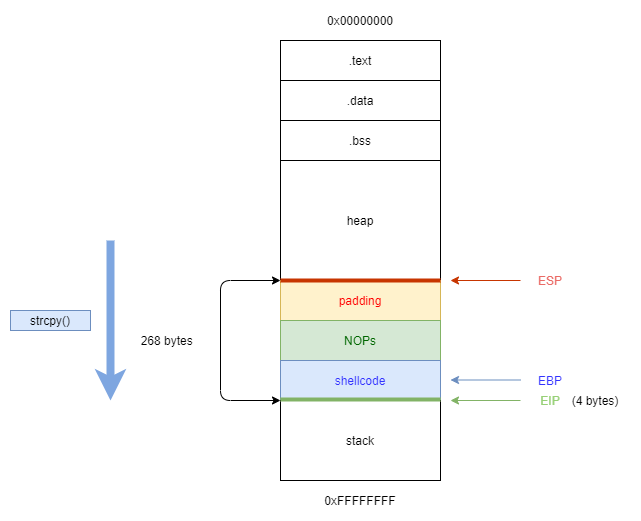 0x00000000
.text
.data
.bss
heap
ESP
padding
strcpy()
268 bytes
NOPs
shellcode
EBP
EIP (4 bytes)
stack
0xFFFFFFFF